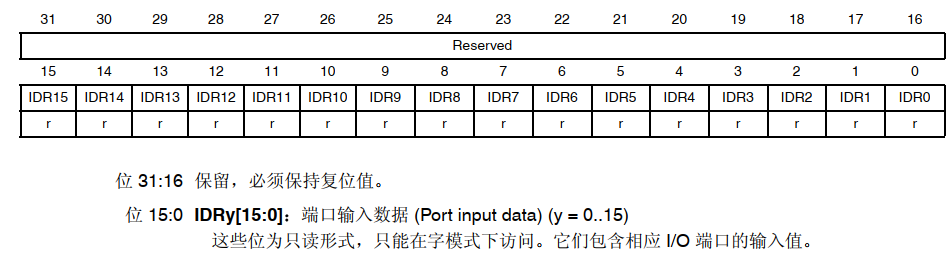 31 30 29 28 27 26 25 24 23 22 21 20 19 18 17 16
Reserved
15 14 13 12 11 10 9 8 7 6 5 4 3 2 1 0
IDR15 IDR14 IDR13 IDR12 IDR11 IDR10 IDR9 IDR8 IDR7 IDR6 IDR5 IDR4 IDR3 IDR2 IDR1 IDR0
r r r r r r r r r r r r r r r r
位 31:16 保留，必须保持复位值。
位 15:0 IDRy[15:0]：端口输入数据 (Port input data) (y = 0..15)
这些位为只读形式，只能在字模式下访问。它们包含相应 I/O 端口的输入值。